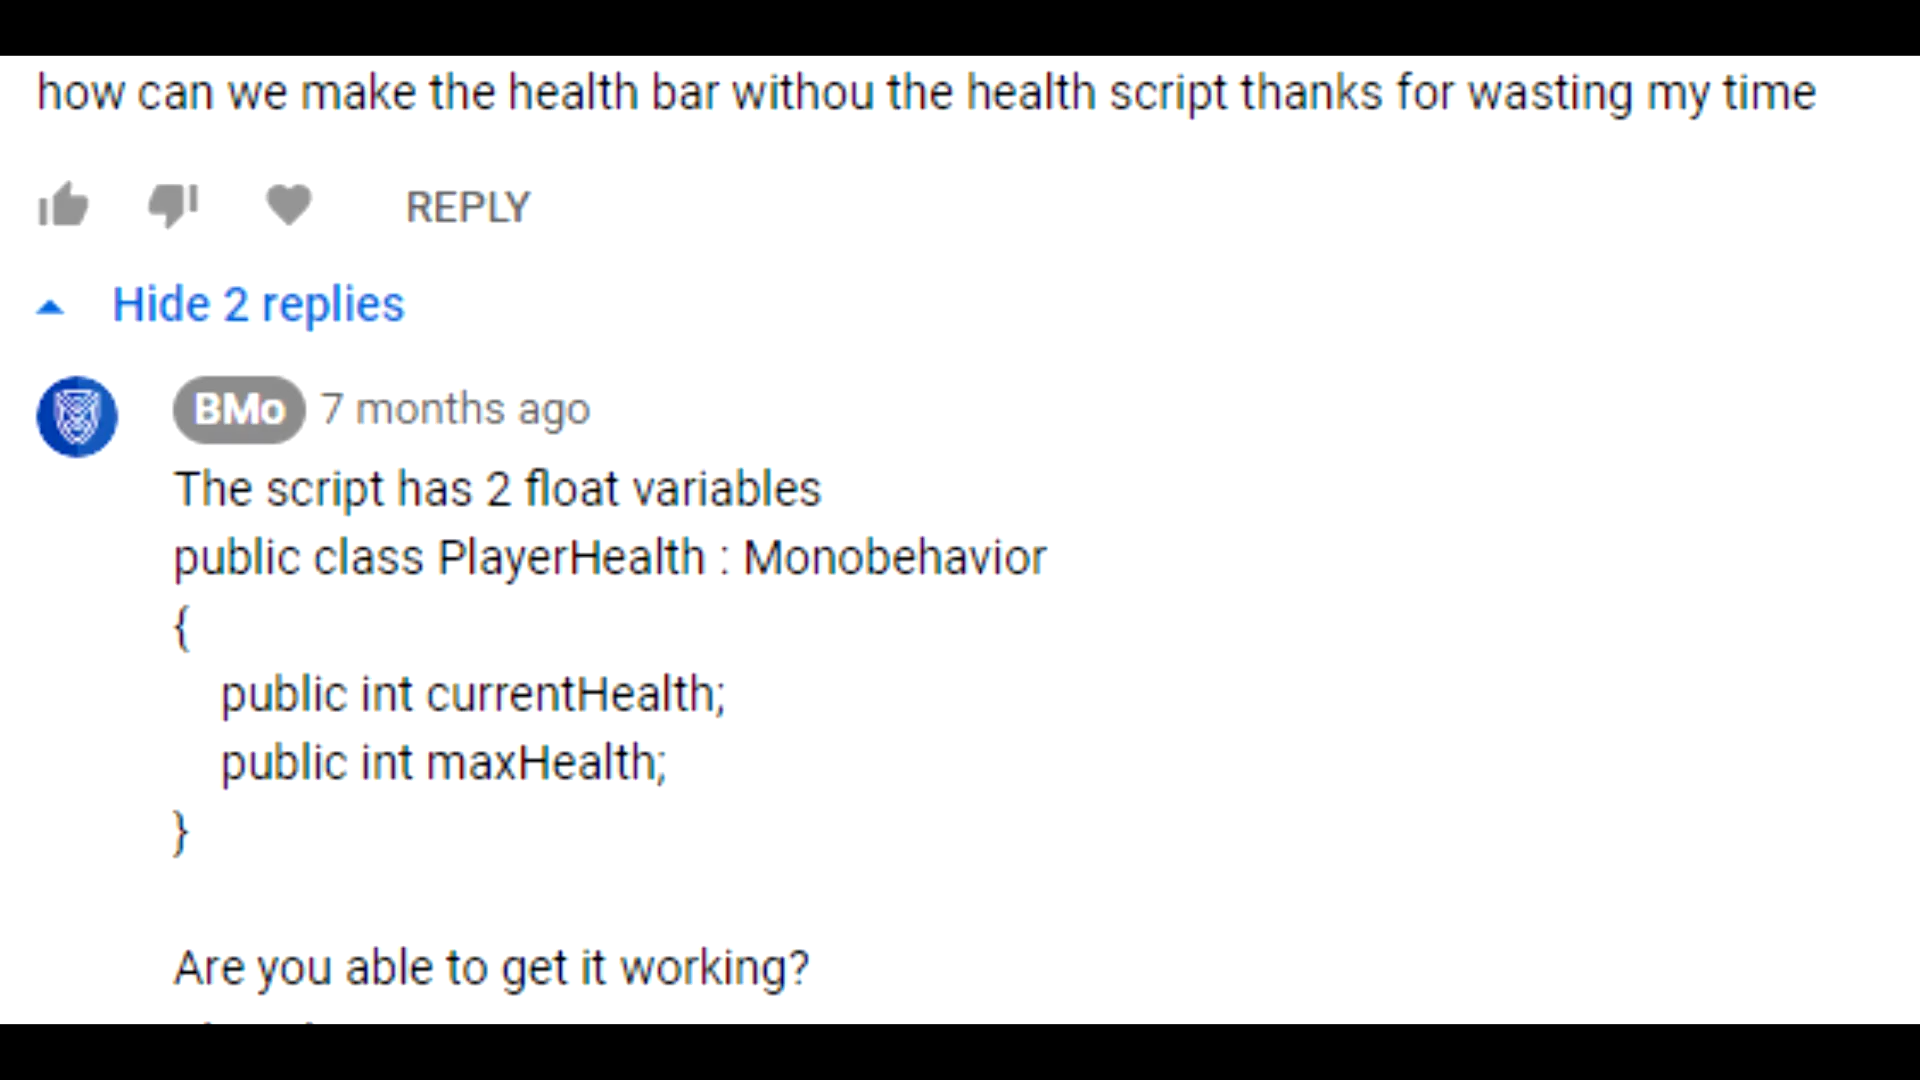 how can we make the health bar withou the health script thanks for wasting my time
REPLY
Hide 2 replies
BMo 7 months ago
The script has 2 float variables
public class PlayerHealth : Monobehavior
{
public int currentHealth;
public int maxHealth;
}
Are you able to get it working?